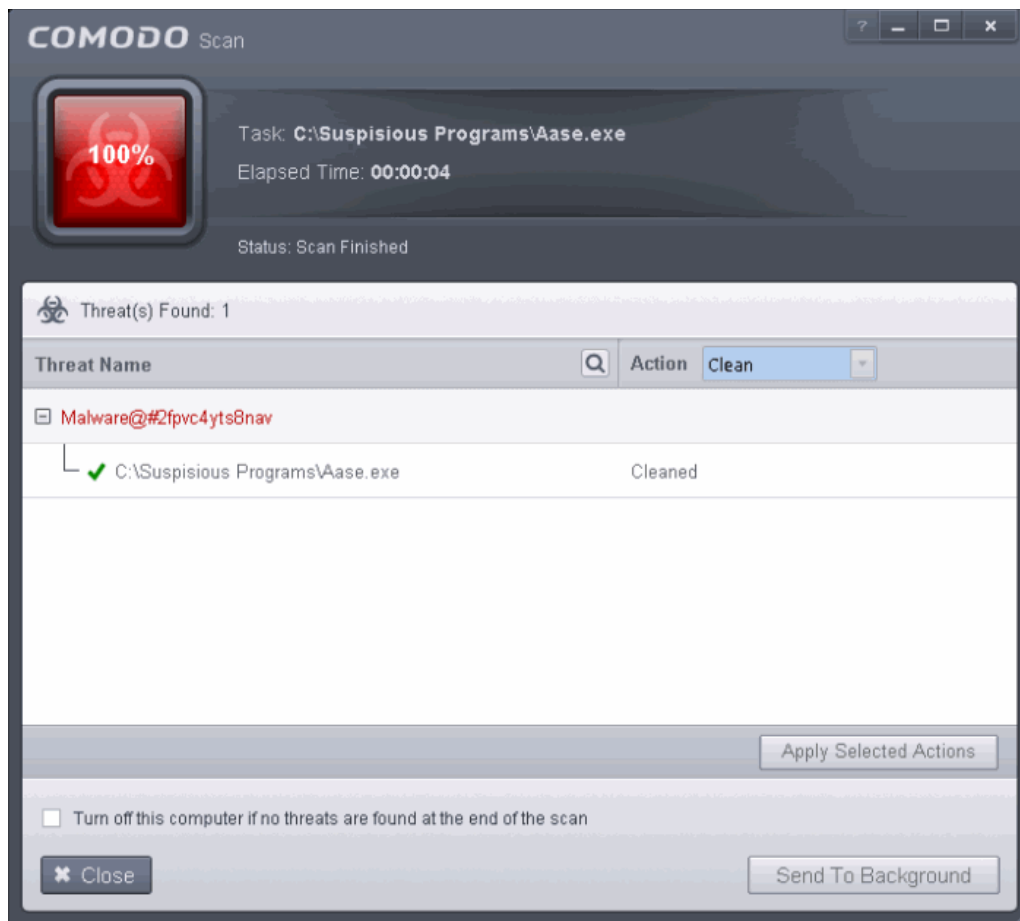 COMODO Scan
?
100%
Task: C:\Suspisious Programs\Aase.exe
Elapsed Time: 00:00:04
Status: Scan Finished
Threat(s) Found: 1
Threat Name Action Clean
Malware@#2fpvc4yts8nav
C:\Suspisious Programs\Aase.exe Cleaned
Apply Selected Actions
Turn off this computer if no threats are found at the end of the scan
Close Send To Background